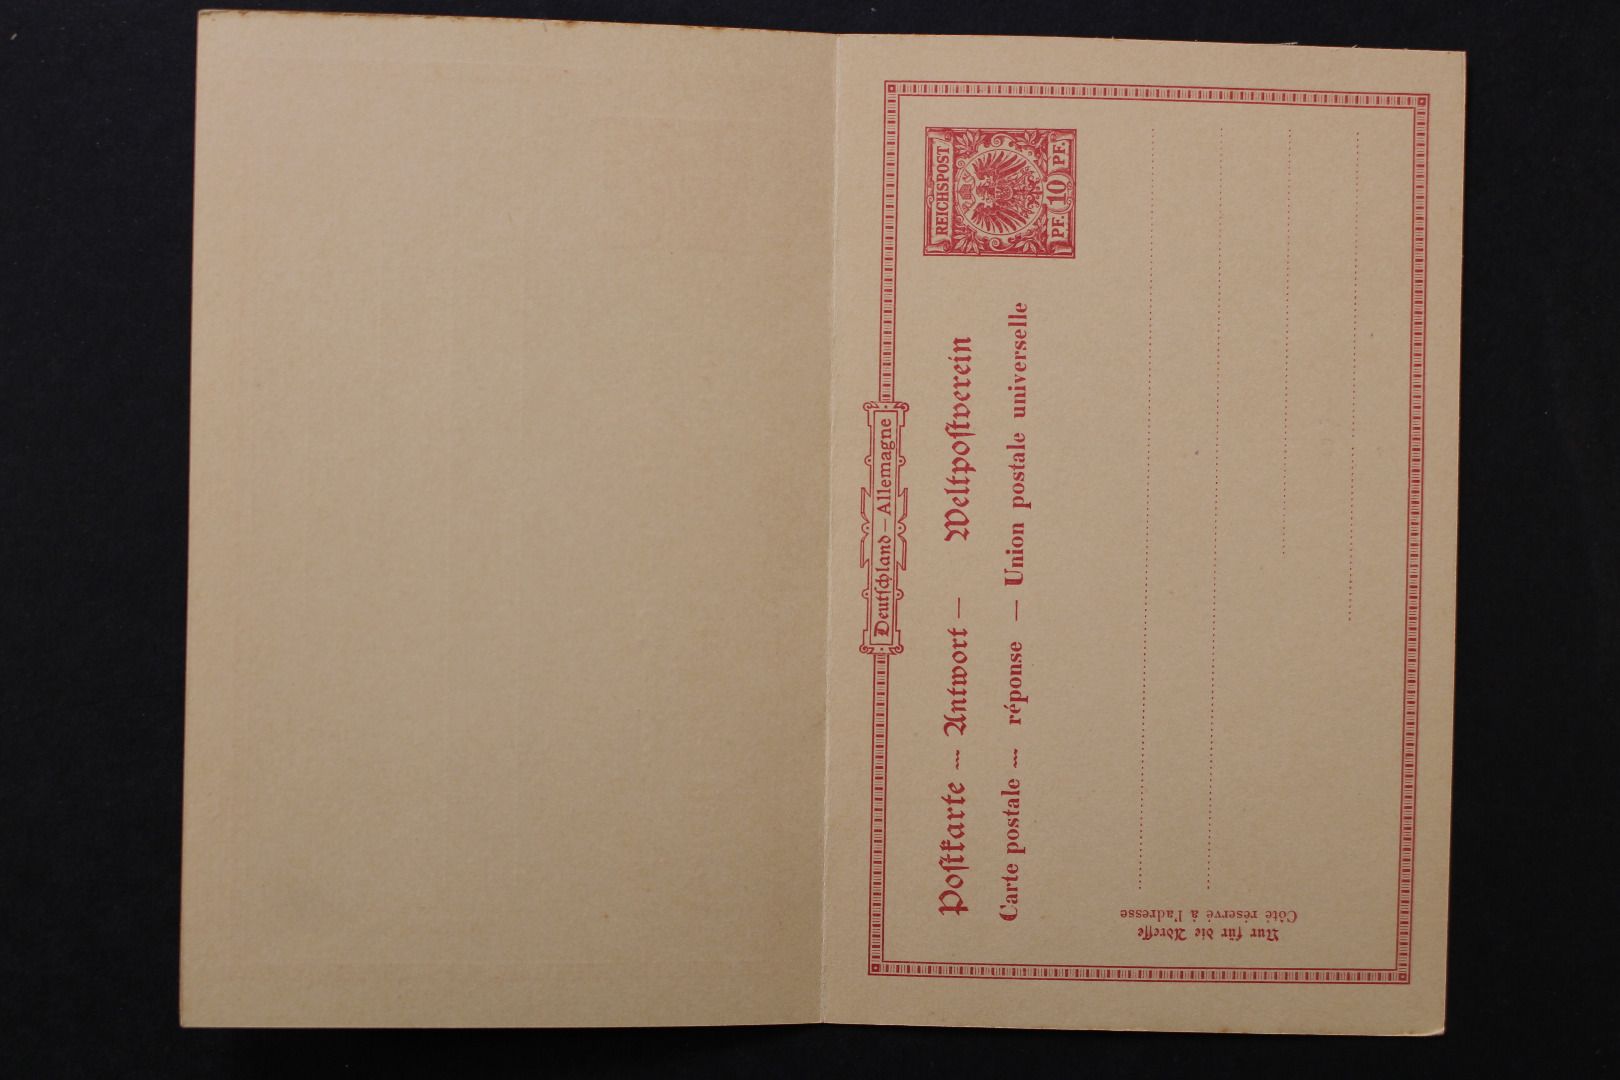 Deutschland – Allemagne
REICHSPOST
PF. 10 PF.
Postkarte — Antwort — Weltpostverein
Carte postale — réponse — Union postale universelle
Nur für die Adresse
Côté réservé à l'adresse